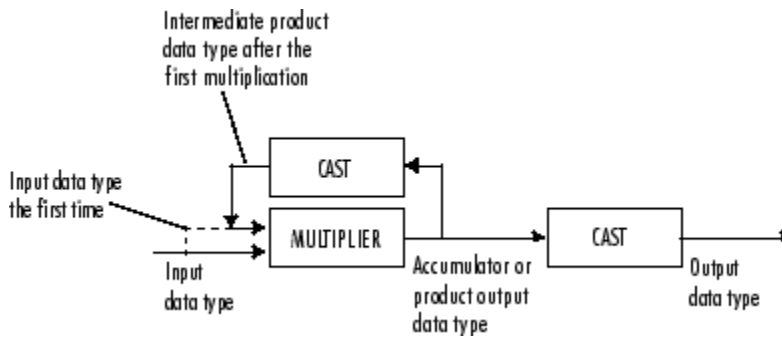 Intermediate product
data type after the
first multiplication
CAST
Input data type
the first time
MULTIPLIER
CAST
Input
data type
Accumulator or
product output
data type
Output
data type